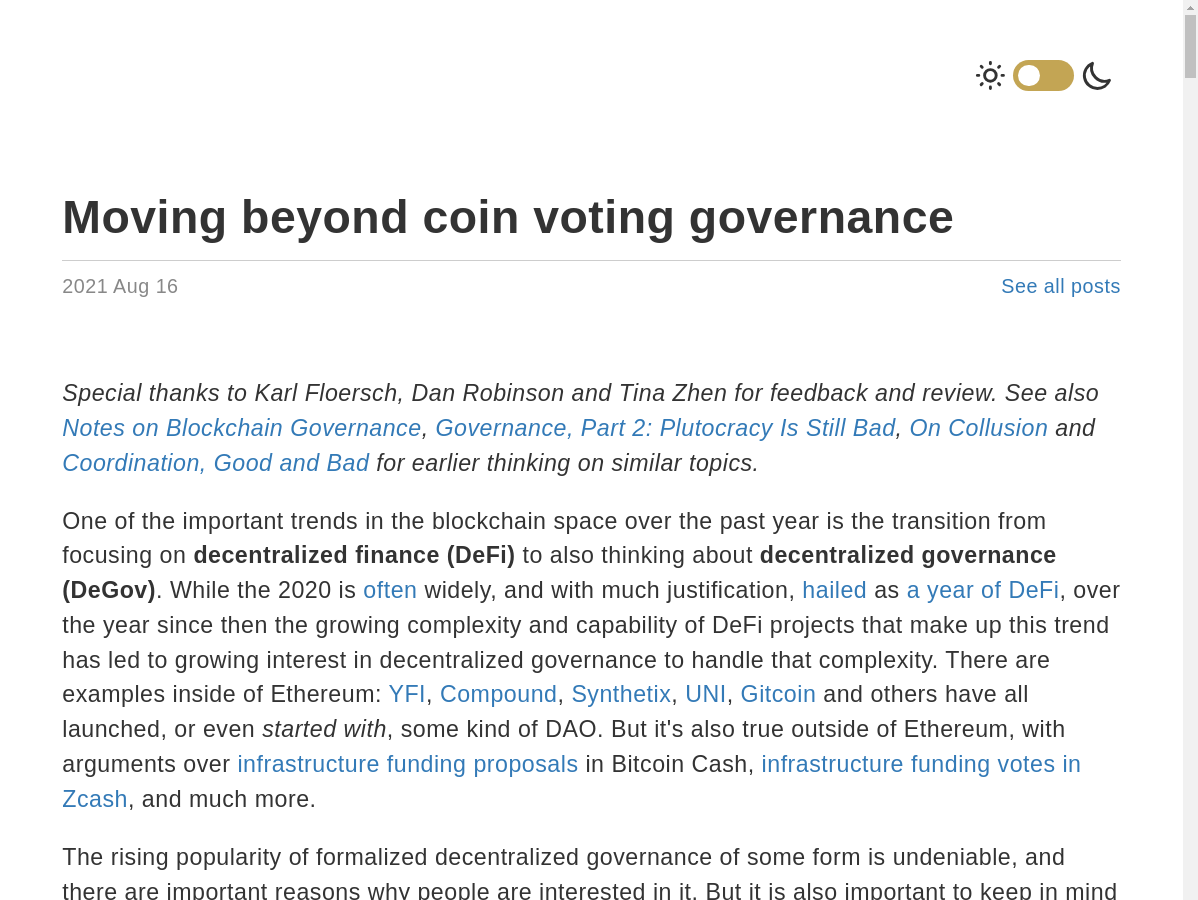 Moving beyond coin voting governance
2021 Aug 16
See all posts
Special thanks to Karl Floersch, Dan Robinson and Tina Zhen for feedback and review. See also
Notes on Blockchain Governance, Governance, Part 2: Plutocracy Is Still Bad, On Collusion and
Coordination, Good and Bad for earlier thinking on similar topics.
One of the important trends in the blockchain space over the past year is the transition from
focusing on decentralized finance (DeFi) to also thinking about decentralized governance
(DeGov). While the 2020 is often widely, and with much justification, hailed as a year of DeFi, over
the year since then the growing complexity and capability of DeFi projects that make up this trend
has led to growing interest in decentralized governance to handle that complexity. There are
examples inside of Ethereum: YFI, Compound, Synthetix, UNI, Gitcoin and others have all
launched, or even started with, some kind of DAO. But it's also true outside of Ethereum, with
arguments over infrastructure funding proposals in Bitcoin Cash, infrastructure funding votes in
Zcash, and much more.
The rising popularity of formalized decentralized governance of some form is undeniable, and
there are important reasons why people are interested in it. But it is also important to keep in mind